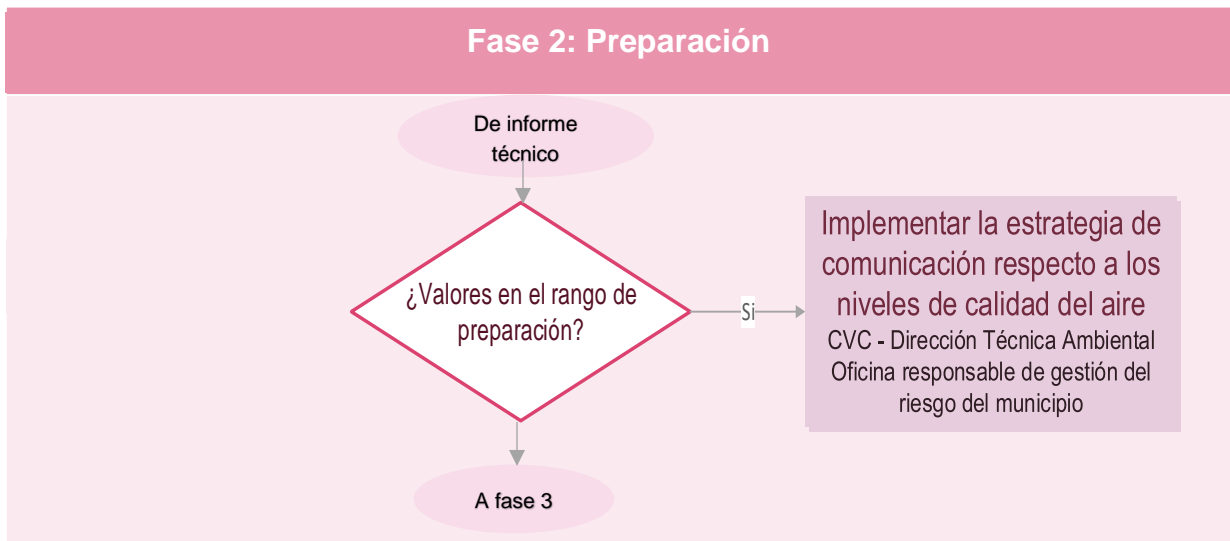 Fase 2: Preparación
De informe
técnico
¿Valores en el rango de
preparación?
Si
Implementar la estrategia de
comunicación respecto a los
niveles de calidad del aire
CVC - Dirección Técnica Ambiental
Oficina responsable de gestión del
riesgo del municipio
A fase 3